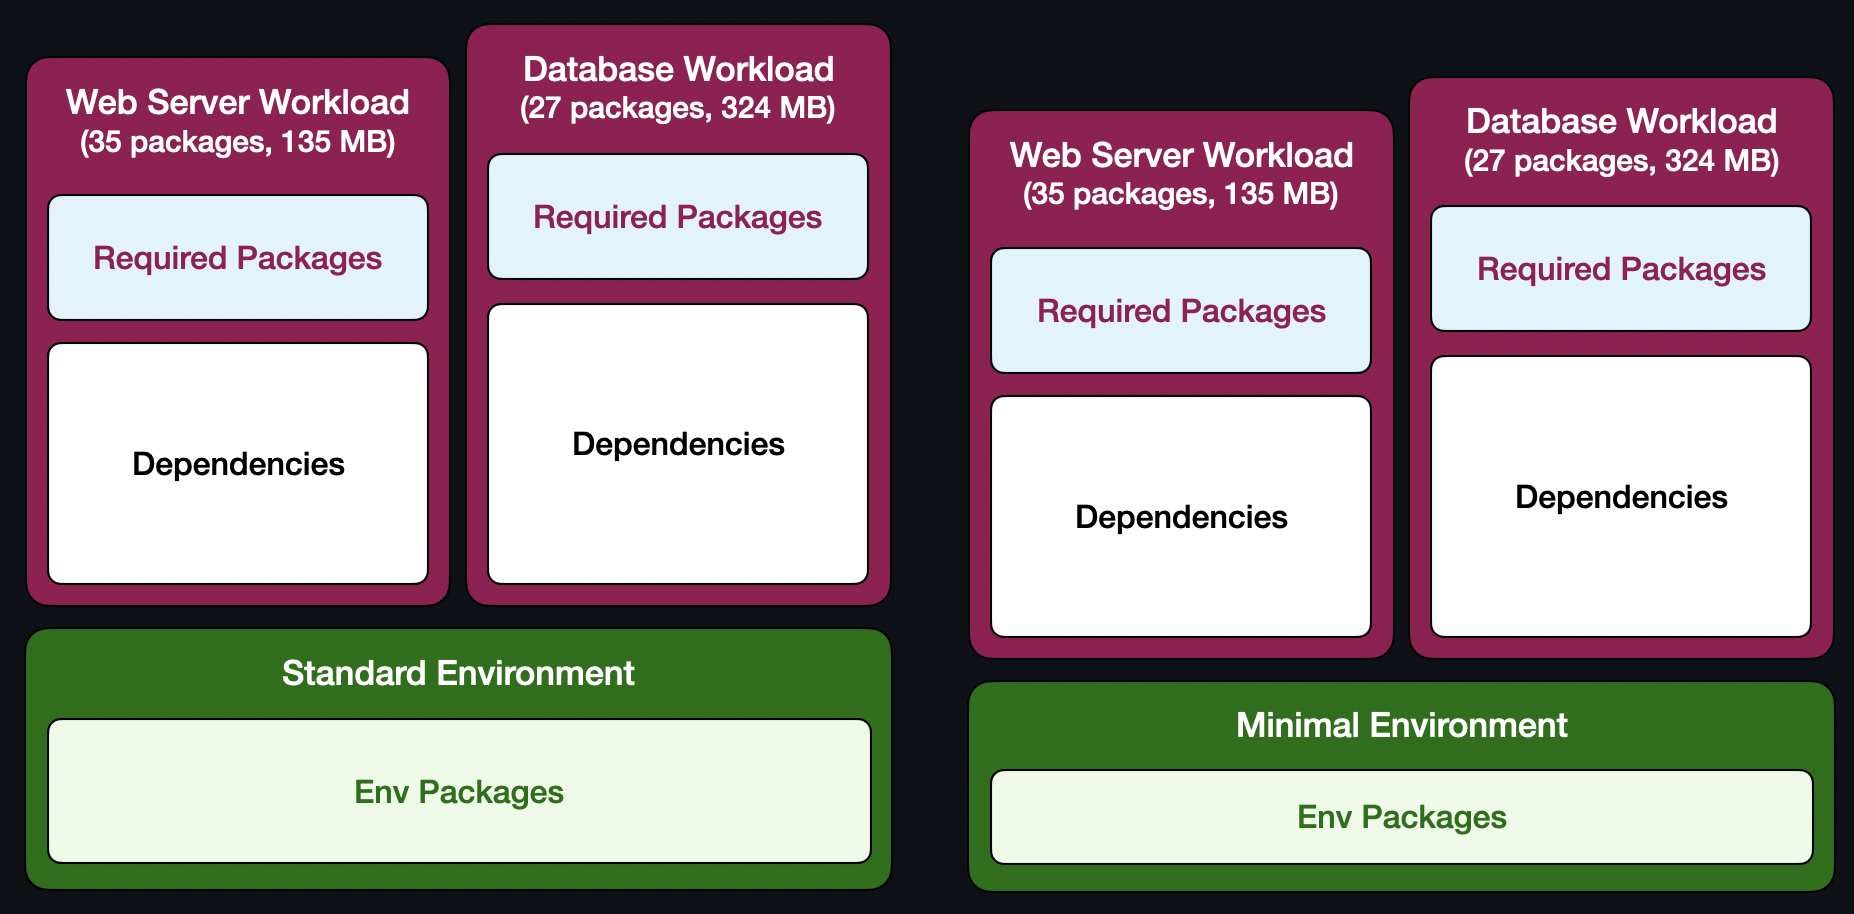 Web Server Workload
(35 packages, 135 MB)
Required Packages
Dependencies
Database Workload
(27 packages, 324 MB)
Required Packages
Dependencies
Standard Environment
Env Packages
Web Server Workload
(35 packages, 135 MB)
Required Packages
Dependencies
Database Workload
(27 packages, 324 MB)
Required Packages
Dependencies
Minimal Environment
Env Packages